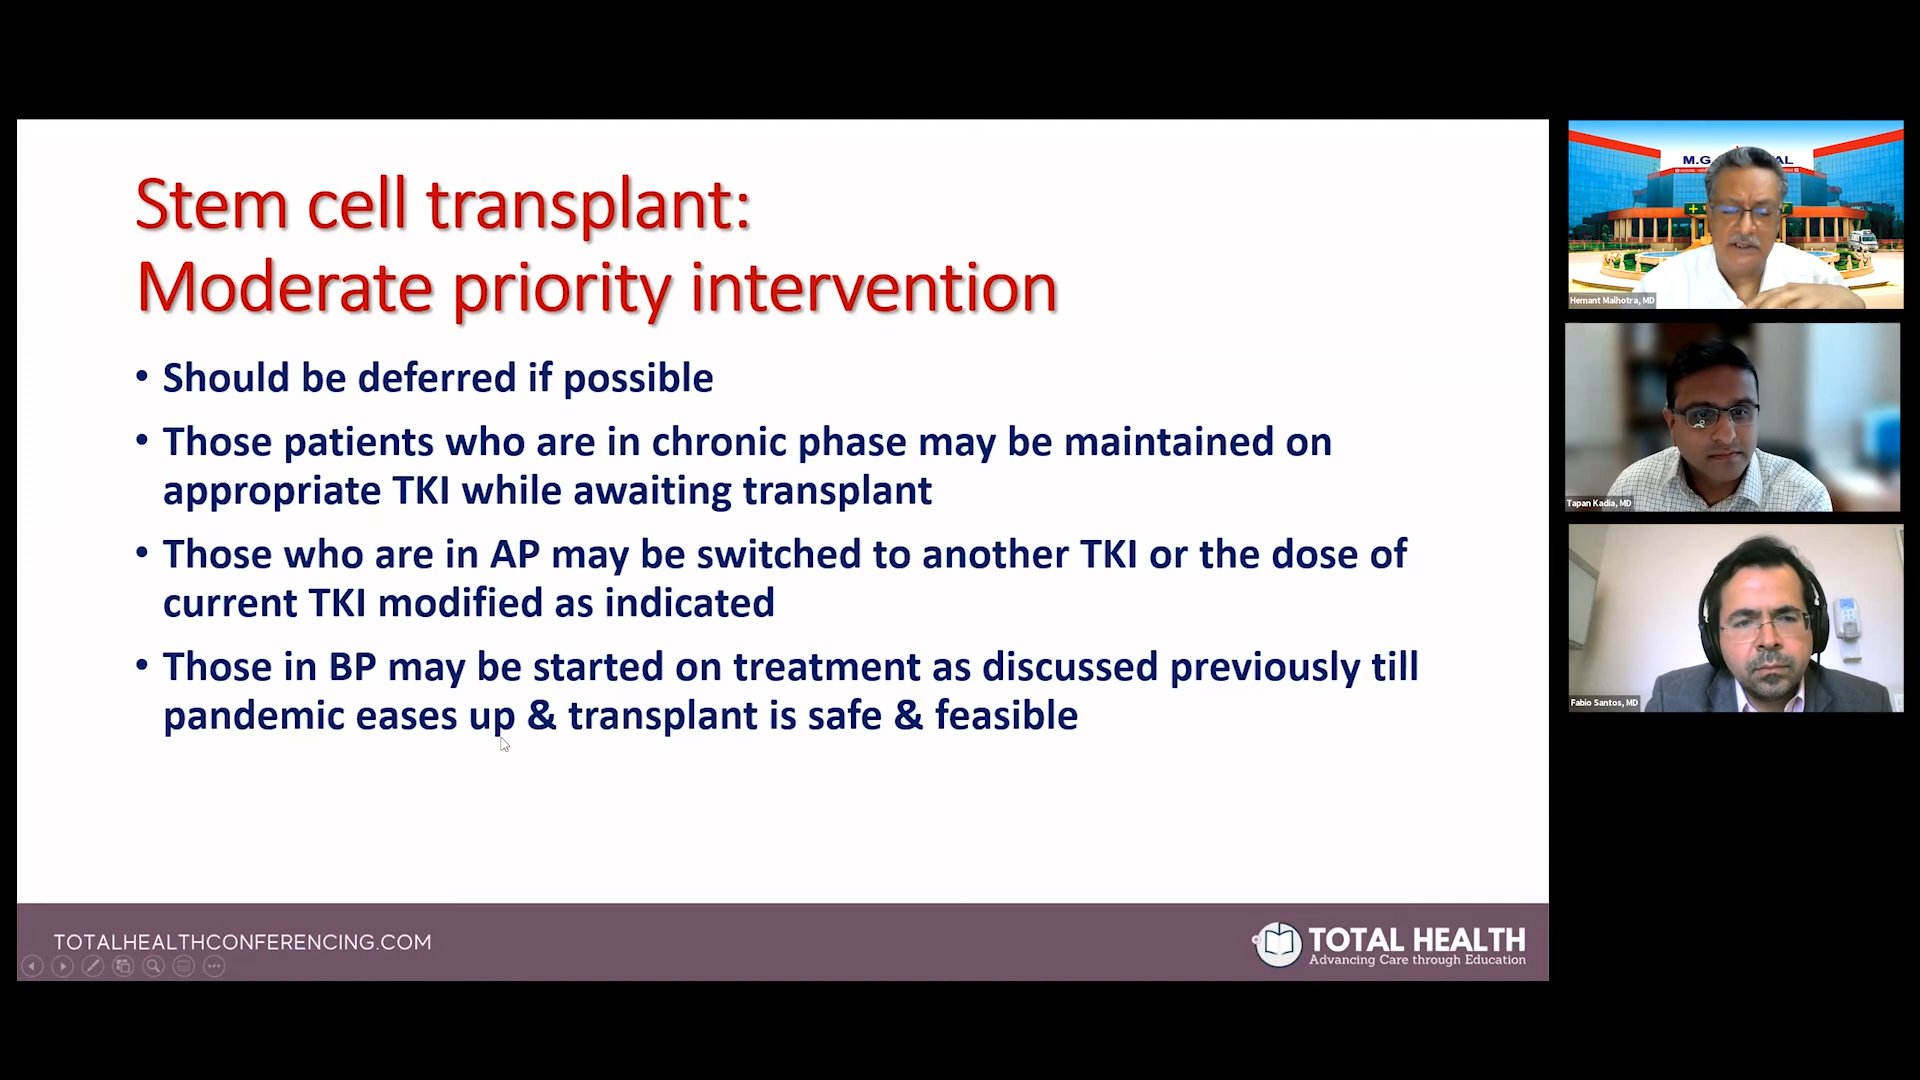 Stem cell transplant:
Moderate priority intervention
• Should be deferred if possible
• Those patients who are in chronic phase may be maintained on
appropriate TKI while awaiting transplant
• Those who are in AP may be switched to another TKI or the dose of
current TKI modified as indicated
• Those in BP may be started on treatment as discussed previously till
pandemic eases up & transplant is safe & feasible
TOTALHEALTHCONFERENCING.COM
TOTAL HEALTH
Advancing Care through Education
M.G
AL
Hemant Malhotra, MD
Tapan Kadia, MD
Fabio Santos, MD